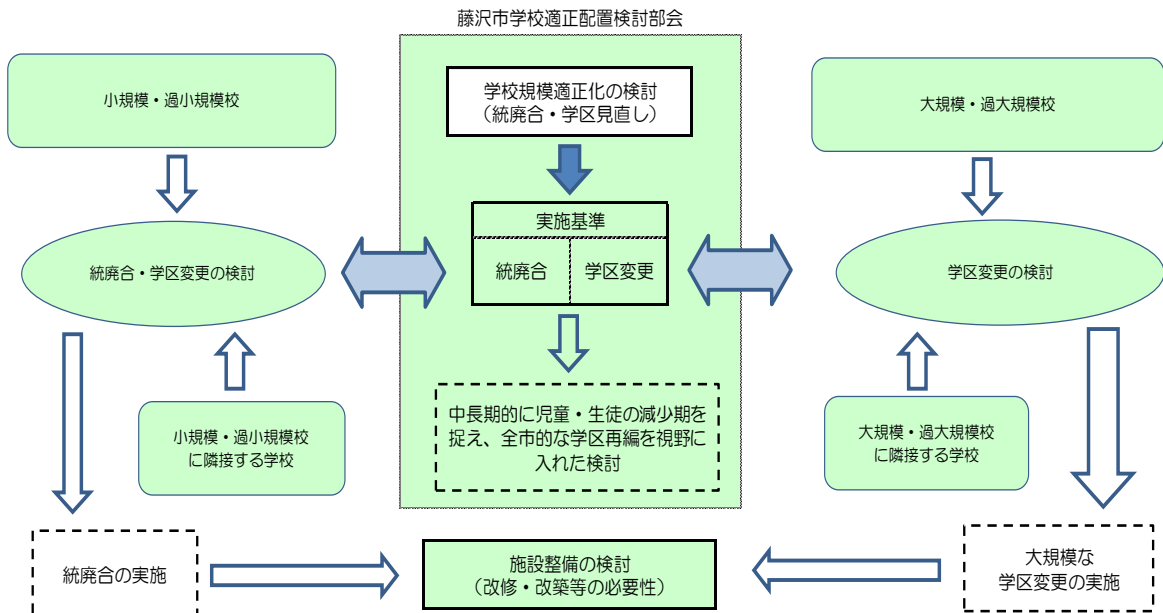 藤沢市学校適正配置検討部会
小規模・過小規模校
学校規模適正化の検討
（統廃合・学区見直し）
大規模・過大規模校
実施基準
統廃合
学区変更
統廃合・学区変更の検討
学区変更の検討
小規模・過小規模校
に隣接する学校
中長期的に児童・生徒の減少期を
捉え、全市的な学区再編を視野に
入れた検討
大規模・過大規模校
に隣接する学校
統廃合の実施
施設整備の検討
（改修・改築等の必要性）
大規模な
学区変更の実施